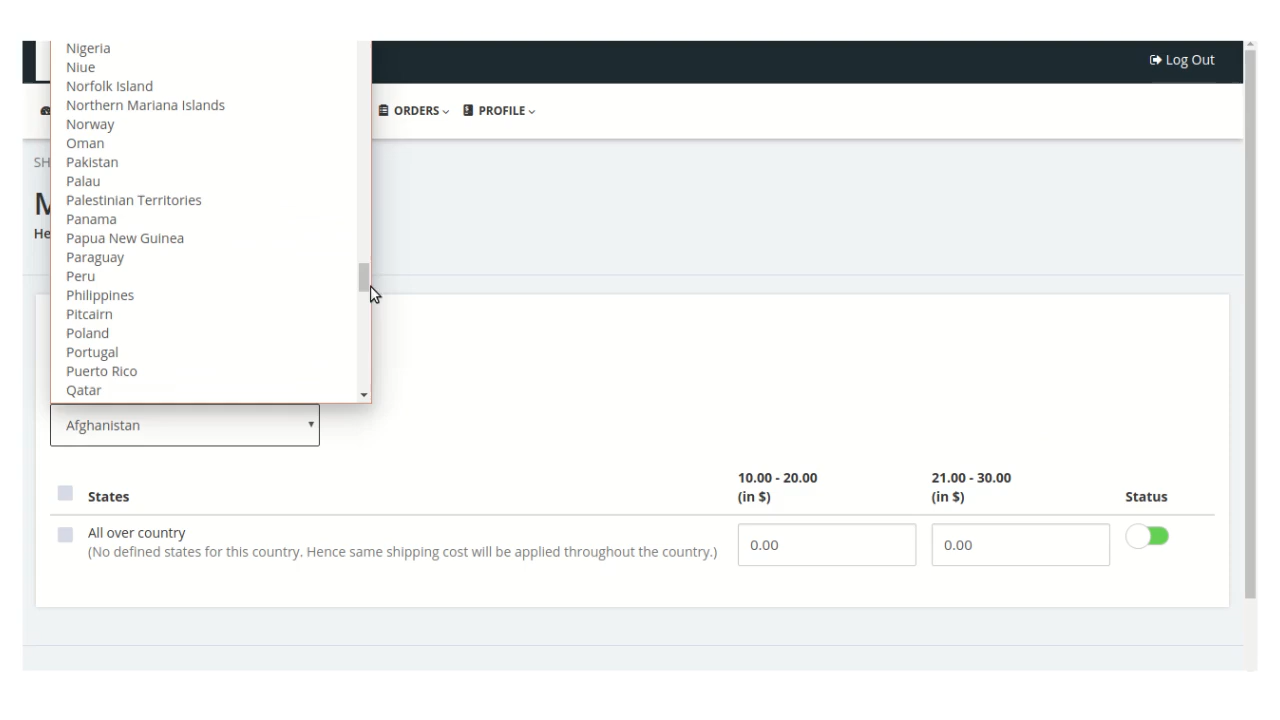 Log Out
ORDERS
PROFILE
SH
M
He
Nigeria
Niue
Norfolk Island
Northern Mariana Islands
Norway
Oman
Pakistan
Palau
Palestinian Territories
Panama
Papua New Guinea
Paraguay
Peru
Philippines
Pitcairn
Poland
Portugal
Puerto Rico
Qatar
Afghanistan
States
10.00 - 20.00
(in $)
21.00 - 30.00
(in $)
Status
All over country
(No defined states for this country. Hence same shipping cost will be applied throughout the country.)
0.00
0.00